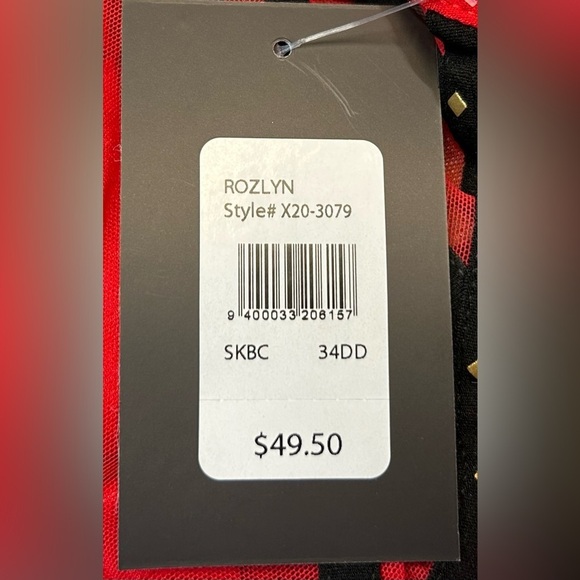 ROZLYN
Style# X20-3079
9 400033 206157
SKBC 34DD
$49.50